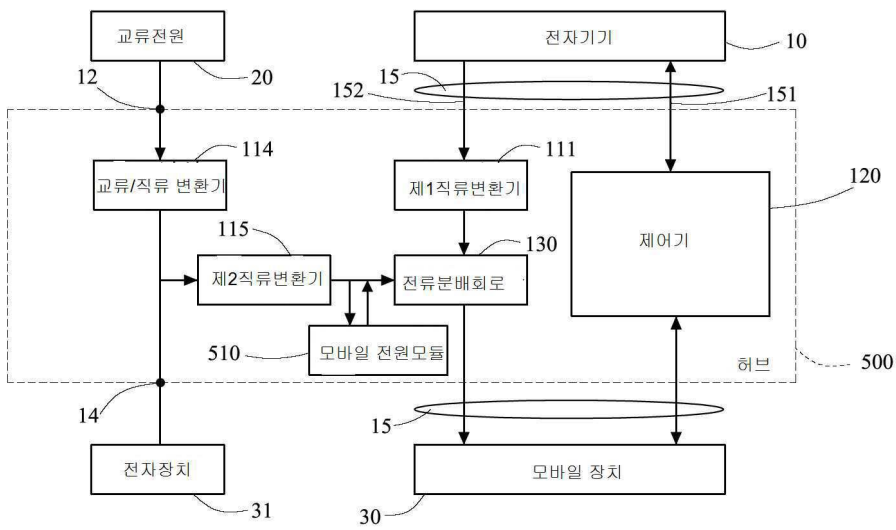 교류전원
전자기기
20
15
10
12
152
151
114
111
교류/직류 변환기
제1직류변환기
120
115
130
제어기
제2직류변환기
전류분배회로
510
모바일 전원모듈
허브
500
14
15
전자장치
모바일 장치
31
30